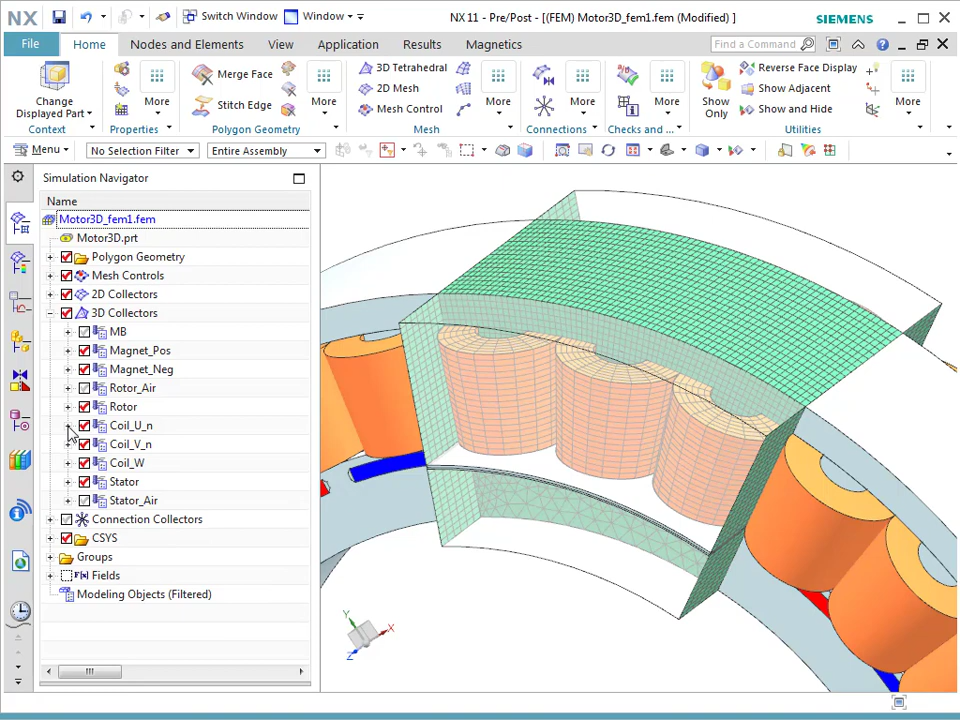 NX
Switch Window
Window
NX 11 - Pre/Post - [(FEM) Motor3D_fem1.fem (Modified) ]
SIEMENS
File
Home
Nodes and Elements
View
Application
Results
Magnetics
Find a Command
Change
Displayed Part
Context
More
Properties
Merge Face
Stitch Edge
More
Polygon Geometry
3D Tetrahedral
2D Mesh
Mesh Control
More
Mesh
More
Connections
More
Checks and ...
Show
Only
Reverse Face Display
Show Adjacent
Show and Hide
More
Utilities
Menu
No Selection Filter
Entire Assembly
Simulation Navigator
Name
Motor3D_fem1.fem
Motor3D.prt
Polygon Geometry
Mesh Controls
2D Collectors
3D Collectors
MB
Magnet_Pos
Magnet_Neg
Rotor_Air
Rotor
Coil_U_n
Coil_V_n
Coil_W
Stator
Stator_Air
Connection Collectors
CSYS
Groups
Fields
Modeling Objects (Filtered)
Y
X
Z